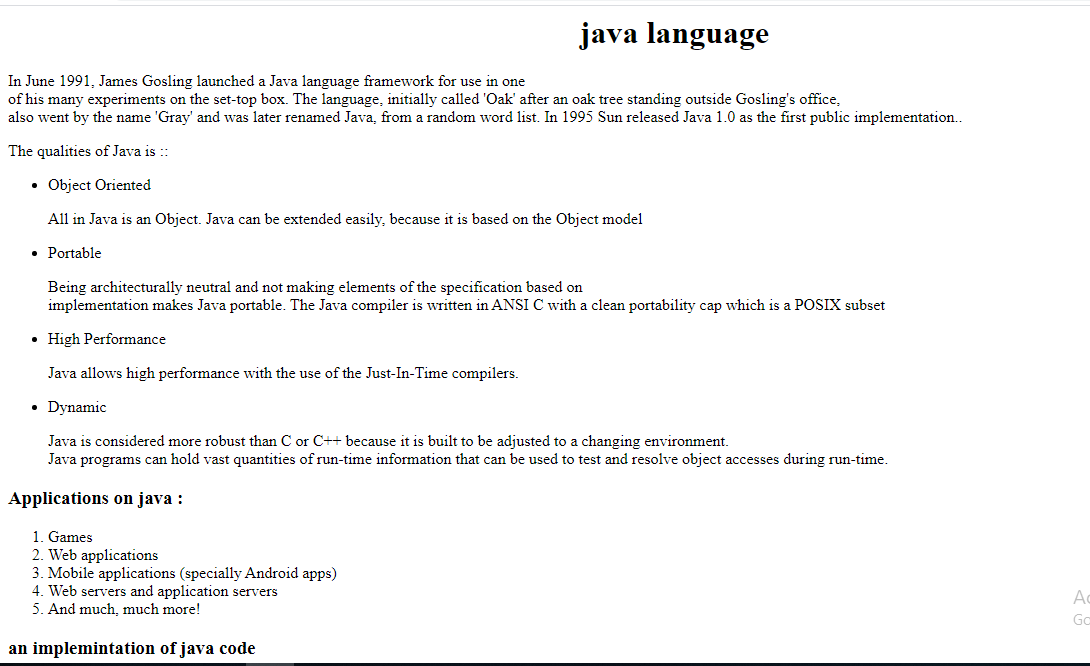 java language
In June 1991, James Gosling launched a Java language framework for use in one
of his many experiments on the set-top box. The language, initially called 'Oak' after an oak tree standing outside Gosling's office,
also went by the name 'Gray' and was later renamed Java, from a random word list. In 1995 Sun released Java 1.0 as the first public implementation..
The qualities of Java is ::
• Object Oriented
All in Java is an Object. Java can be extended easily, because it is based on the Object model
• Portable
Being architecturally neutral and not making elements of the specification based on
implementation makes Java portable. The Java compiler is written in ANSI C with a clean portability cap which is a POSIX subset
• High Performance
Java allows high performance with the use of the Just-In-Time compilers.
• Dynamic
Java is considered more robust than C or C++ because it is built to be adjusted to a changing environment.
Java programs can hold vast quantities of run-time information that can be used to test and resolve object accesses during run-time.
Applications on java :
1. Games
2. Web applications
3. Mobile applications (specially Android apps)
4. Web servers and application servers
5. And much, much more!
an implemintation of java code